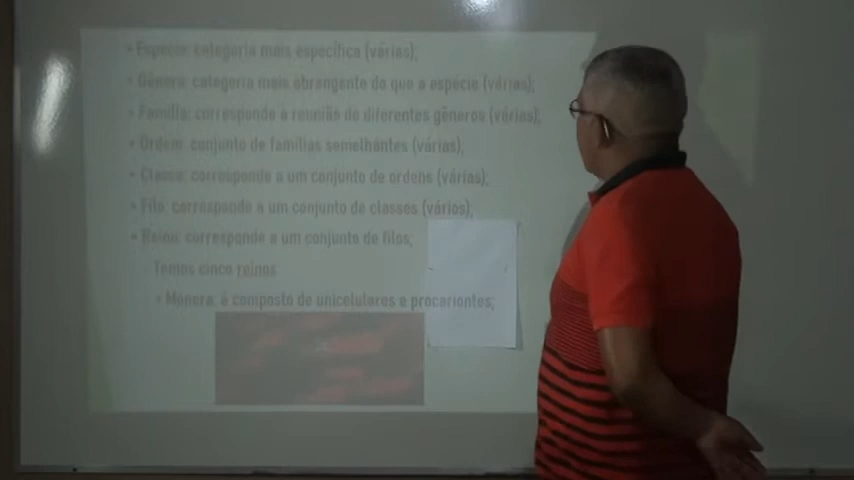 • Espécie: categoria mais específica (várias);
• Gênero: categoria mais abrangente do que a espécie (várias);
• Família: corresponde à reunião de diferentes gêneros (várias);
• Ordem: conjunto de famílias semelhantes (várias);
• Classe: corresponde a um conjunto de ordens (várias);
• Filo: corresponde a um conjunto de classes (vários);
• Reino: corresponde a um conjunto de filos;
Temos cinco reinos
• Monera: é composto de unicelulares e procariontes;